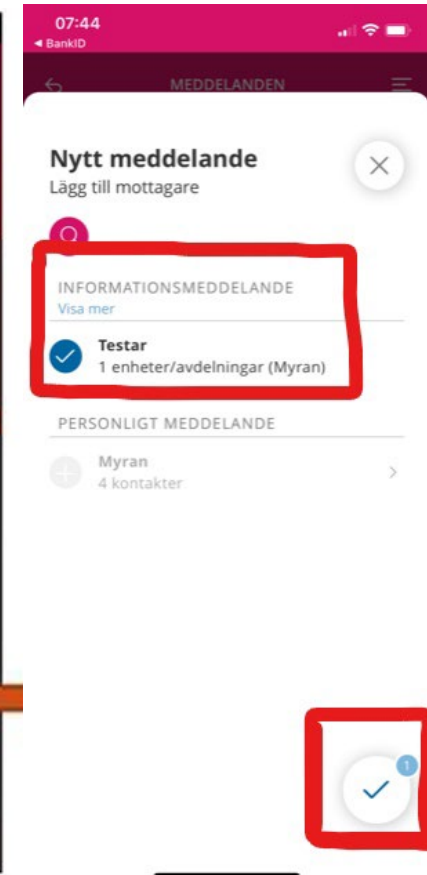 07:44
BankID
MEDDELANDEN
Nytt meddelande
Lägg till mottagare
INFORMATIONSMEDDELANDE
Visa mer
Testar
1 enheter/avdelningar (Myran)
PERSONLIGT MEDDELANDE
Myran
4 kontakter
1